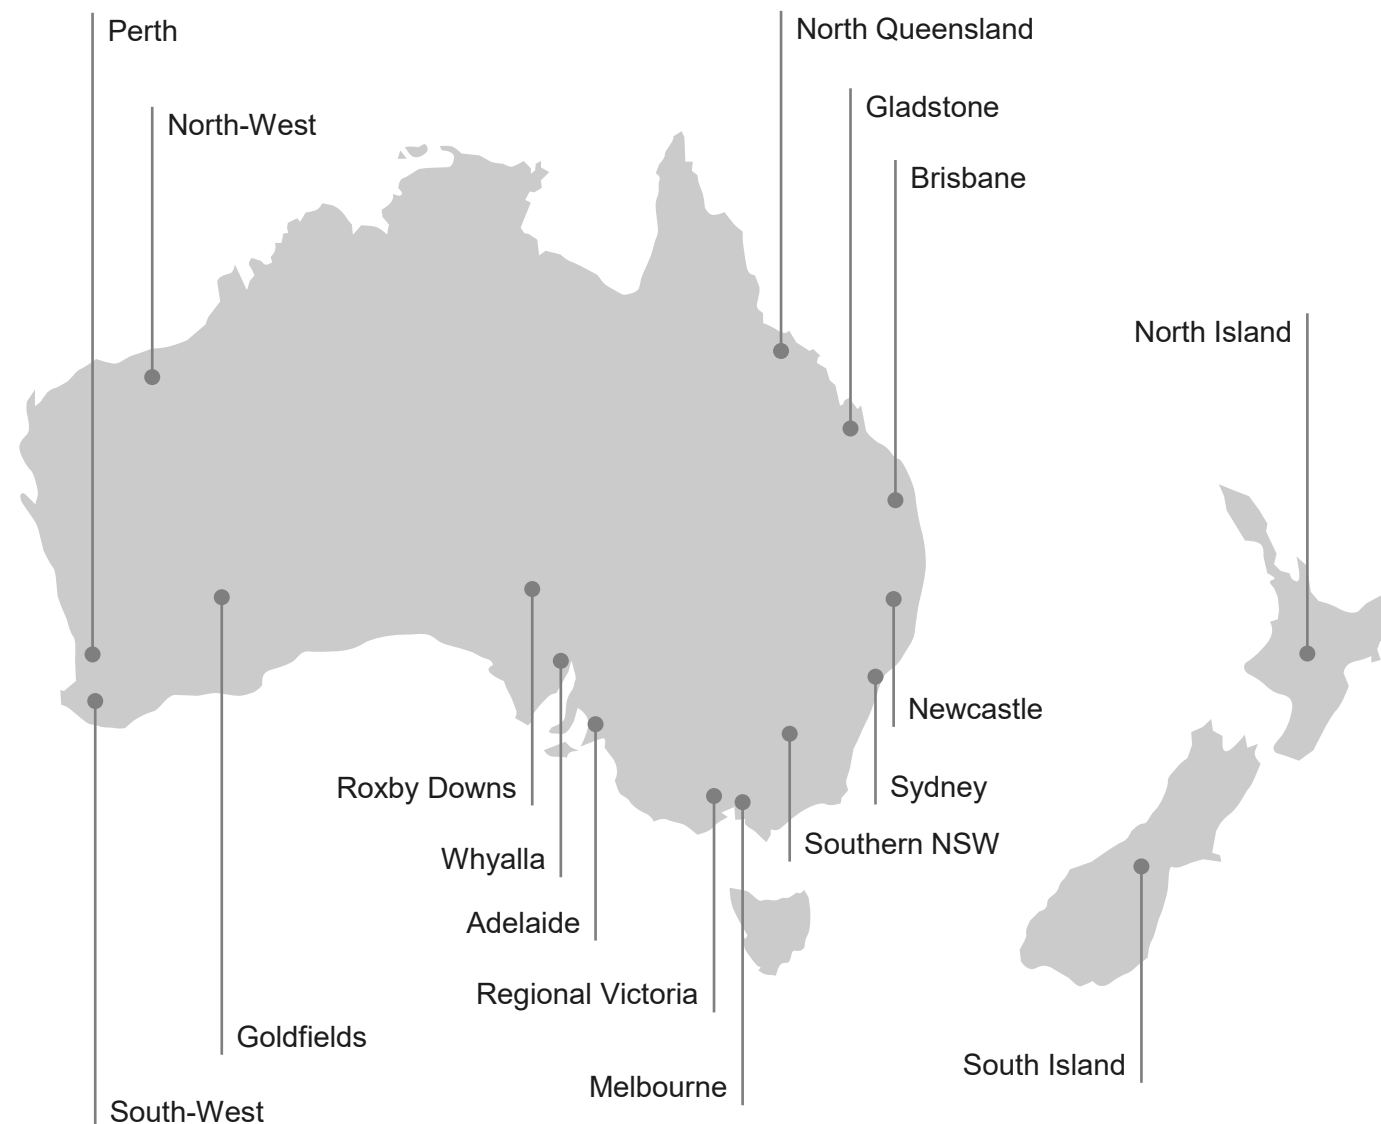 Perth
North Queensland
Gladstone
North-West
Brisbane
North Island
Newcastle
Roxby Downs
Sydney
Southern NSW
Whyalla
Adelaide
Regional Victoria
Goldfields
South Island
Melbourne
South-West